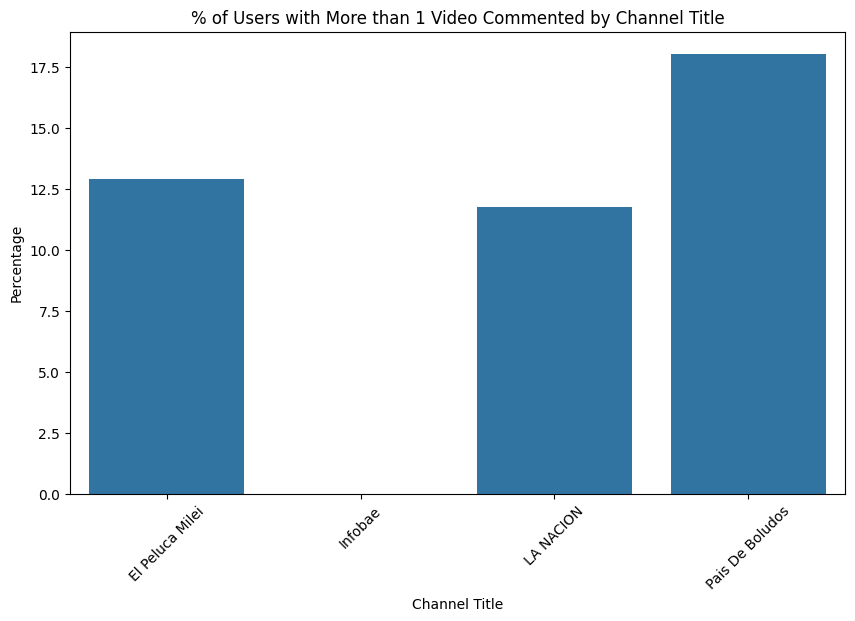 % of Users with More than 1 Video Commented by Channel Title
Percentage
17.5
15.0
12.5
10.0
7.5
5.0
2.5
0.0
El Peluca Milei
Infobae
LA NACION
Pais De Boludos
Channel Title